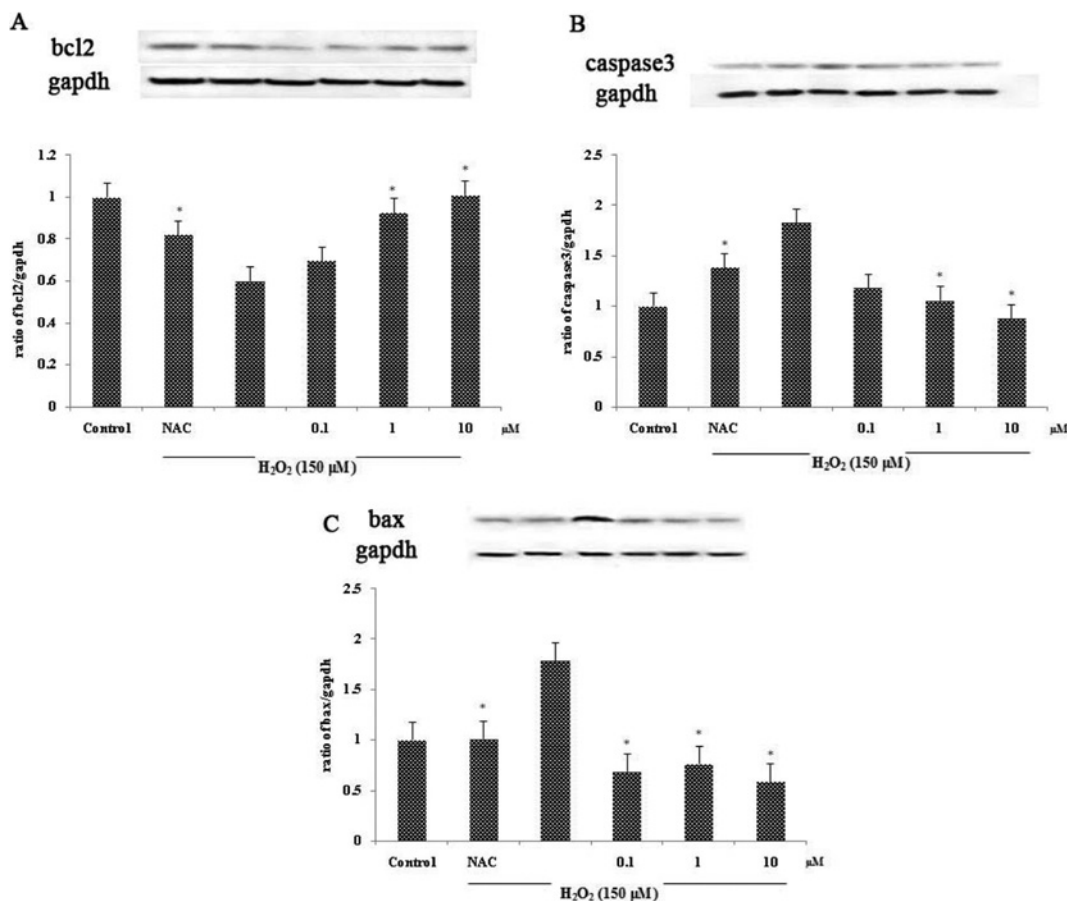 A
bcl2
gapdh
1.2
1
0.8
0.6
0.4
0.2
0
ratio of bcl2/gapdh
*
*
*
Control NAC 0.1 1 10 μM
H₂O₂ (150 μM)
B
caspase3
gapdh
2.5
2
1.5
1
0.5
0
ratio of caspase3/gapdh
*
*
*
Control NAC 0.1 1 10 μM
H₂O₂ (150 μM)
C
bax
gapdh
2.5
2
1.5
1
0.5
0
ratio of bax/gapdh
*
*
*
*
Control NAC 0.1 1 10 μM
H₂O₂ (150 μM)